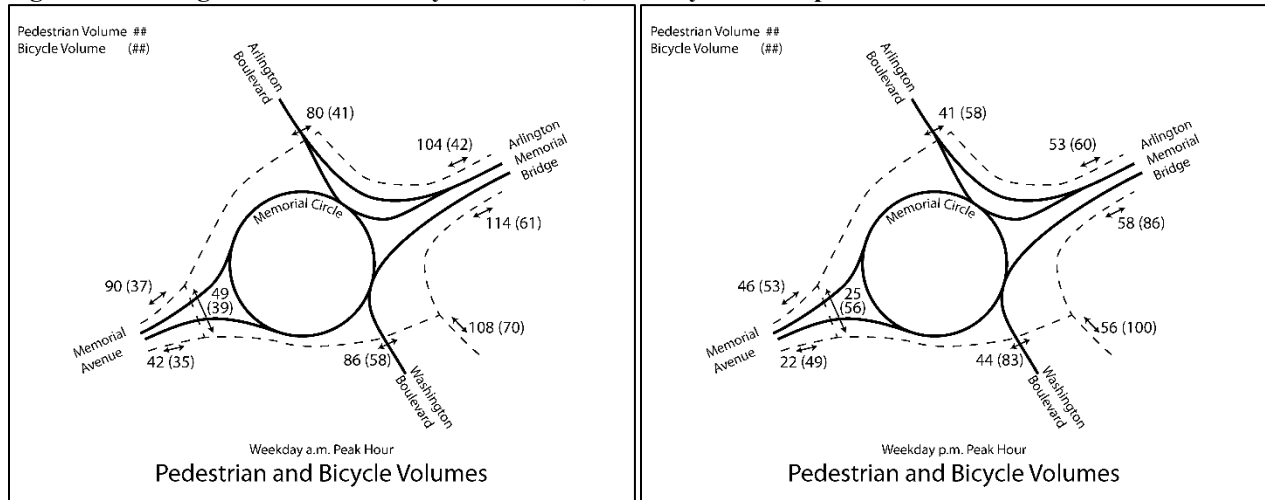 Pedestrian Volume ##
Bicycle Volume (##)
Arlington
Boulevard
80 (41)
104 (42)
Arlington
Memorial
Bridge
Memorial Circle
114 (61)
90 (37)
49
(39)
108 (70)
Memorial
Avenue
42 (35)
86 (58)
Washington
Boulevard
Weekday a.m. Peak Hour
Pedestrian and Bicycle Volumes
Pedestrian Volume ##
Bicycle Volume (##)
Arlington
Boulevard
41 (58)
53 (60)
Arlington
Memorial
Bridge
Memorial Circle
58 (86)
46 (53)
25
(56)
56 (100)
Memorial
Avenue
22 (49)
44 (83)
Washington
Boulevard
Weekday p.m. Peak Hour
Pedestrian and Bicycle Volumes